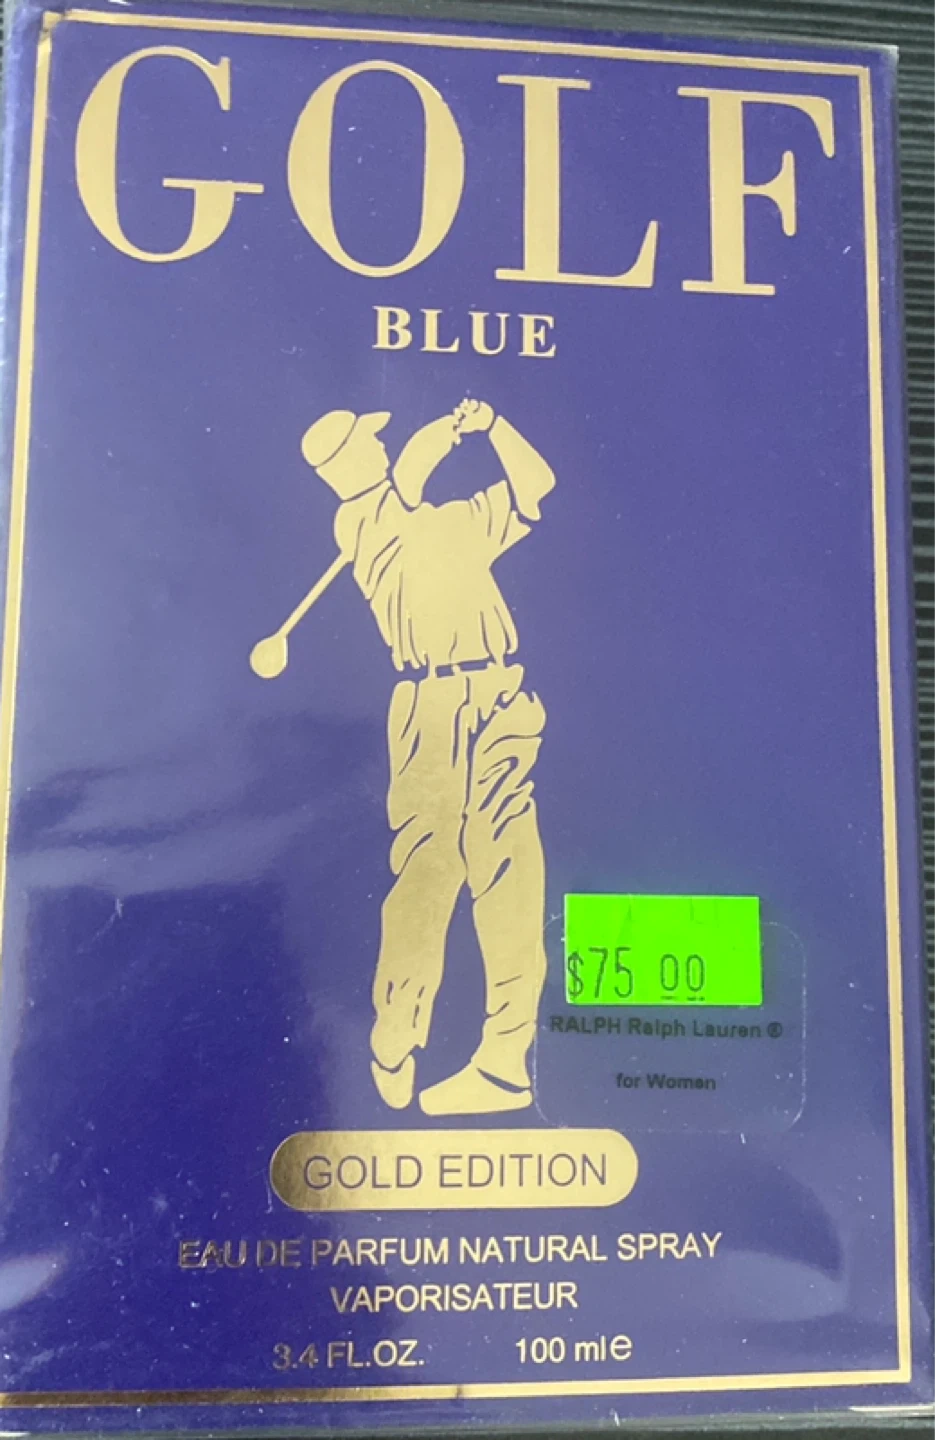 GOLF
BLUE
$75 00
RALPH Ralph Lauren ®
for Women
GOLD EDITION
EAU DE PARFUM NATURAL SPRAY
VAPORISATEUR
3.4 FL.OZ. 100 ml e